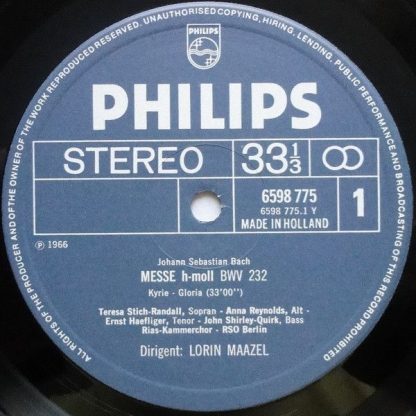 PHILIPS
PHILIPS
STEREO
33 1/3
6598 775
6598 775.1 Y
MADE IN HOLLAND
1
Ⓟ 1966
Johann Sebastian Bach
MESSE h-moll BWV 232
Kyrie - Gloria (33'00'')
Teresa Stich-Randall, Sopran - Anna Reynolds, Alt -
Ernst Haefliger, Tenor - John Shirley-Quirk, Bass
Rias-Kammerchor - RSO Berlin
Dirigent: LORIN MAAZEL
ALL RIGHTS OF THE PRODUCER AND OF THE OWNER OF THE WORK REPRODUCED RESERVED. UNAUTHORISED COPYING, HIRING, LENDING, PUBLIC PERFORMANCE AND BROADCASTING OF THIS RECORD PROHIBITED.